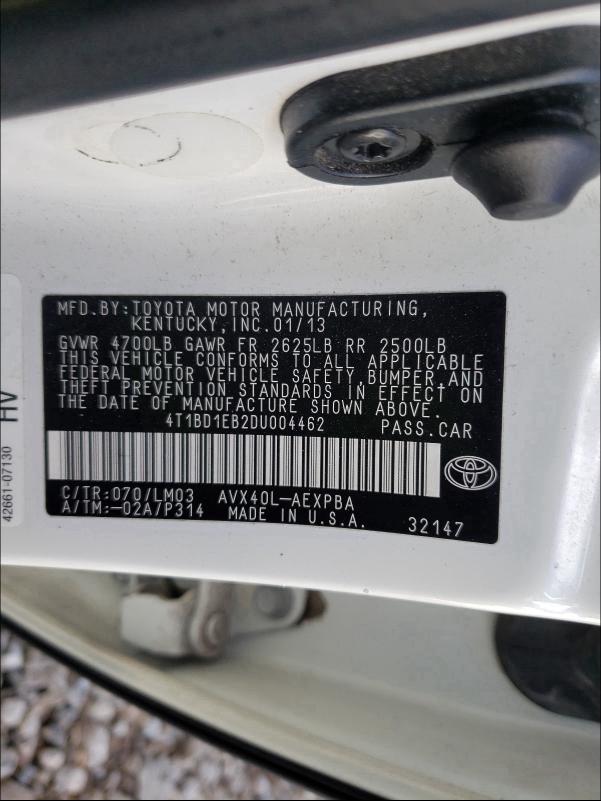 MFD.BY:TOYOTA MOTOR MANUFACTURING,
KENTUCKY,INC.01/13
GVWR 4700LB GAWR FR 2625LB RR 2500LB
THIS VEHICLE CONFORMS TO ALL APPLICABLE
FEDERAL MOTOR VEHICLE SAFETY,BUMPER,AND
THEFT PREVENTION STANDARDS IN EFFECT ON
THE DATE OF MANUFACTURE SHOWN ABOVE.
4T1BD1EB2DU004462 PASS.CAR
C/TR:070/LM03 AVX40L-AEXPBA
A/TM:-02A/P314 MADE IN U.S.A. 32147
HV
42661-07130